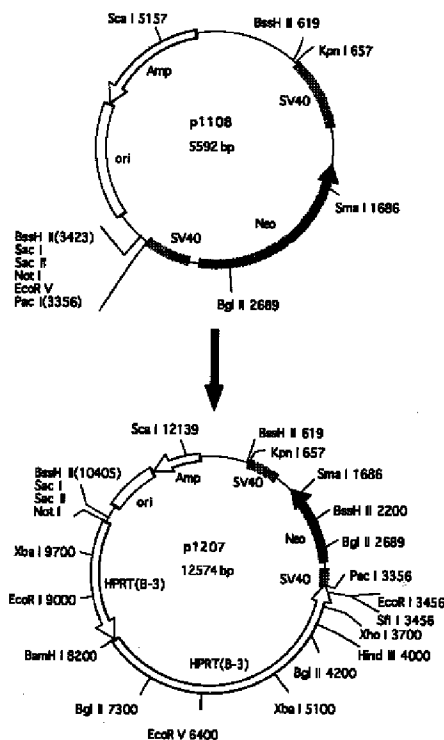 Sca I 5157
BssH II 619
Kpn I 657
Amp
SV40
p1108
5592 bp
ori
Sma I 1686
Neo
SV40
BssH II(3423)
Sac I
Sac II
Not I
EcoR V
Pac I(3356)
Bgl II 2689
Sca I 12139
BssH II 619
Kpn I 657
BssH II(10405)
Sac I
Sac II
Not I
Amp
SV40
Sma I 1686
ori
BssH II 2200
Neo
p1207
12574 bp
Bgl II 2689
Xba I 9700
HPRT(B-3)
SV40
Pac I 3356
EcoR I 3456
Sfi I 3456
EcoR I 9000
Xho I 3700
Hind III 4000
BamH I 8200
HPRT(B-3)
Bgl II 4200
Bgl II 7300
Xba I 5100
EcoR V 6400